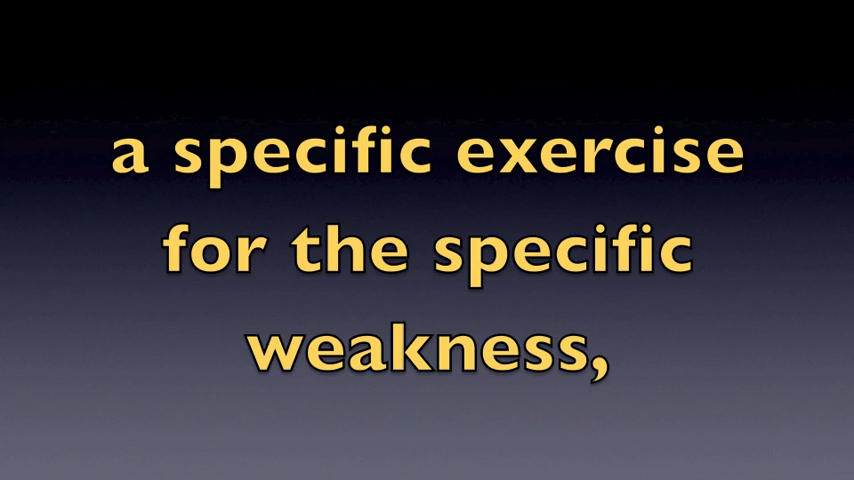 a specific exercise
for the specific
weakness,